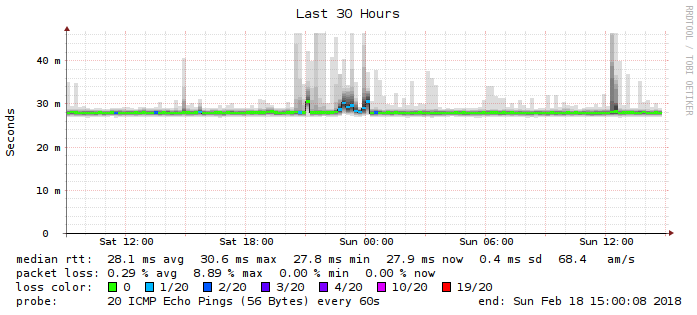 Last 30 Hours
RRDTOOL / TOBI OETIKER
Seconds
40 m
30 m
20 m
10 m
0
Sat 12:00 Sat 18:00 Sun 00:00 Sun 06:00 Sun 12:00
median rtt: 28.1 ms avg 30.6 ms max 27.8 ms min 27.9 ms now 0.4 ms sd 68.4 am/s
packet loss: 0.29 % avg 8.89 % max 0.00 % min 0.00 % now
loss color: 0 1/20 2/20 3/20 4/20 10/20 19/20
probe: 20 ICMP Echo Pings (56 Bytes) every 60s end: Sun Feb 18 15:00:08 2018